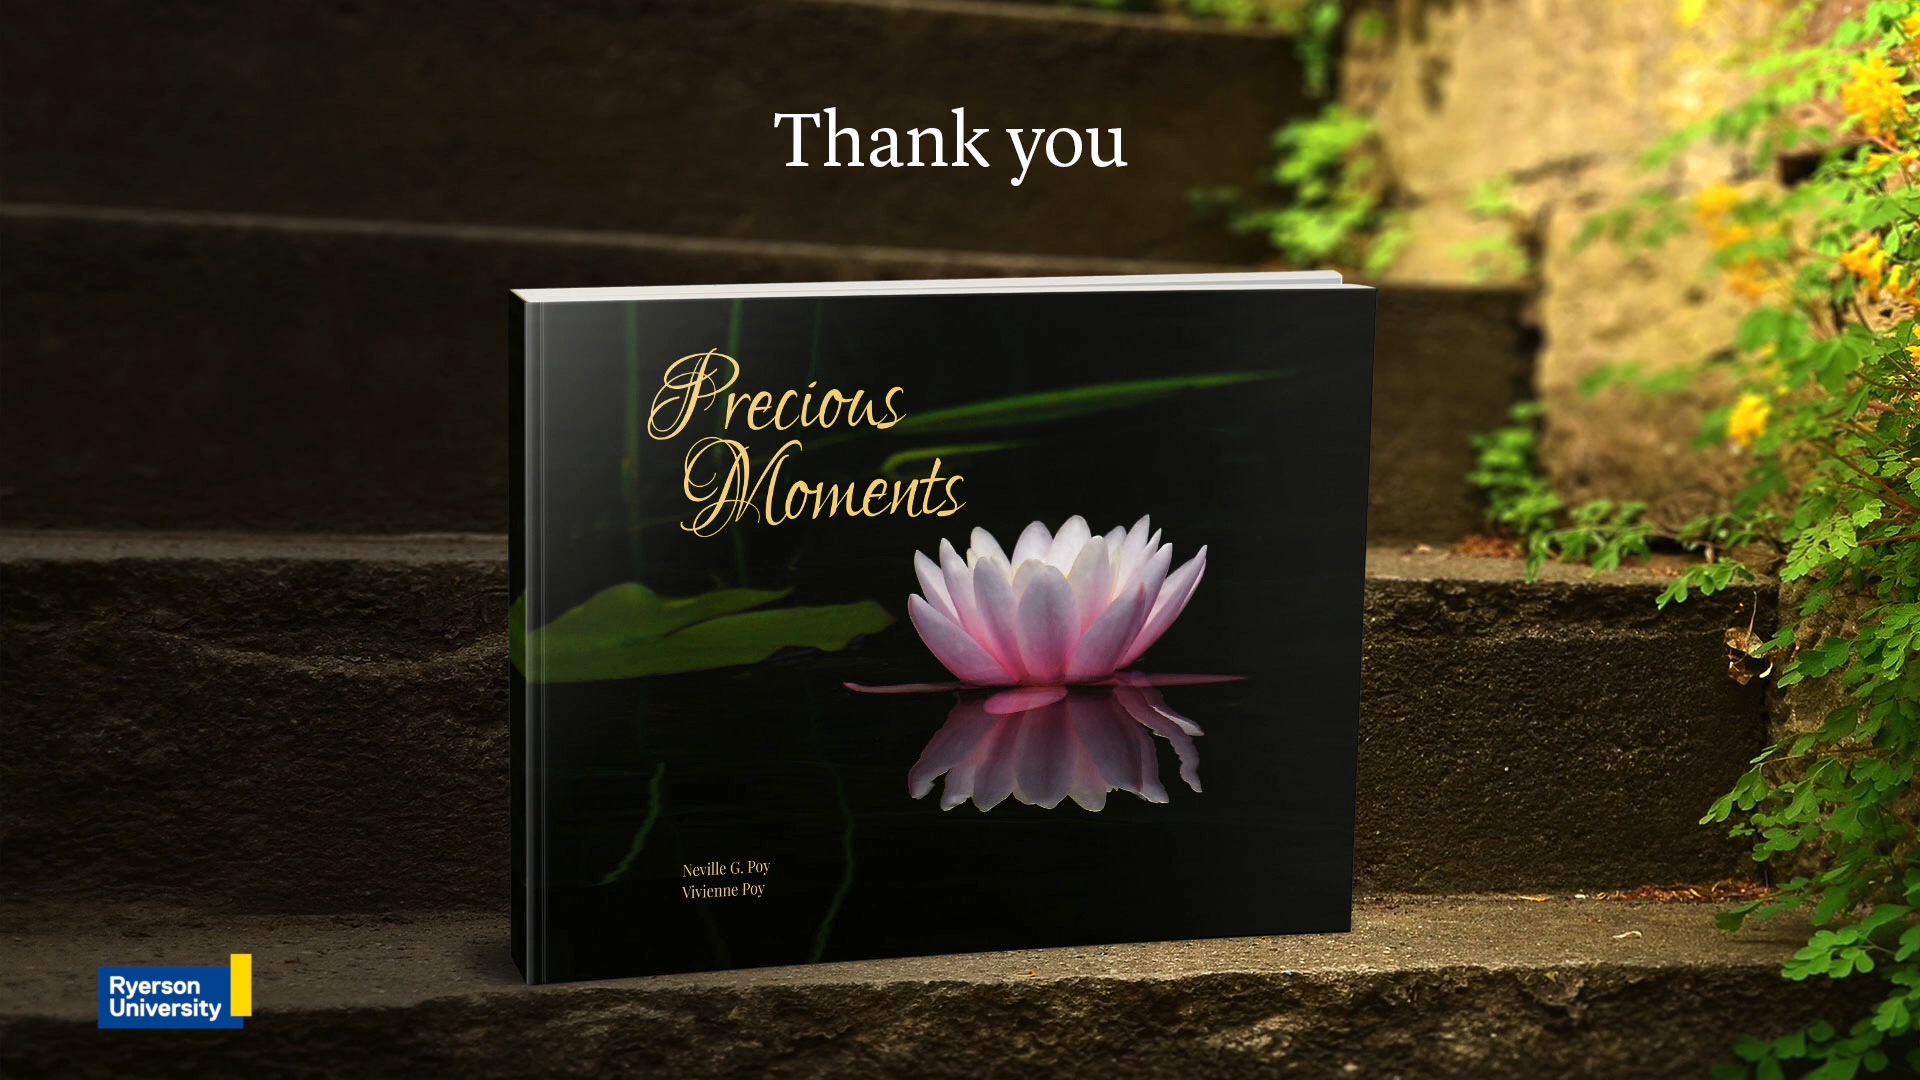 Thank you
Precious
Moments
Neville G. Poy
Vivienne Poy
Ryerson
University